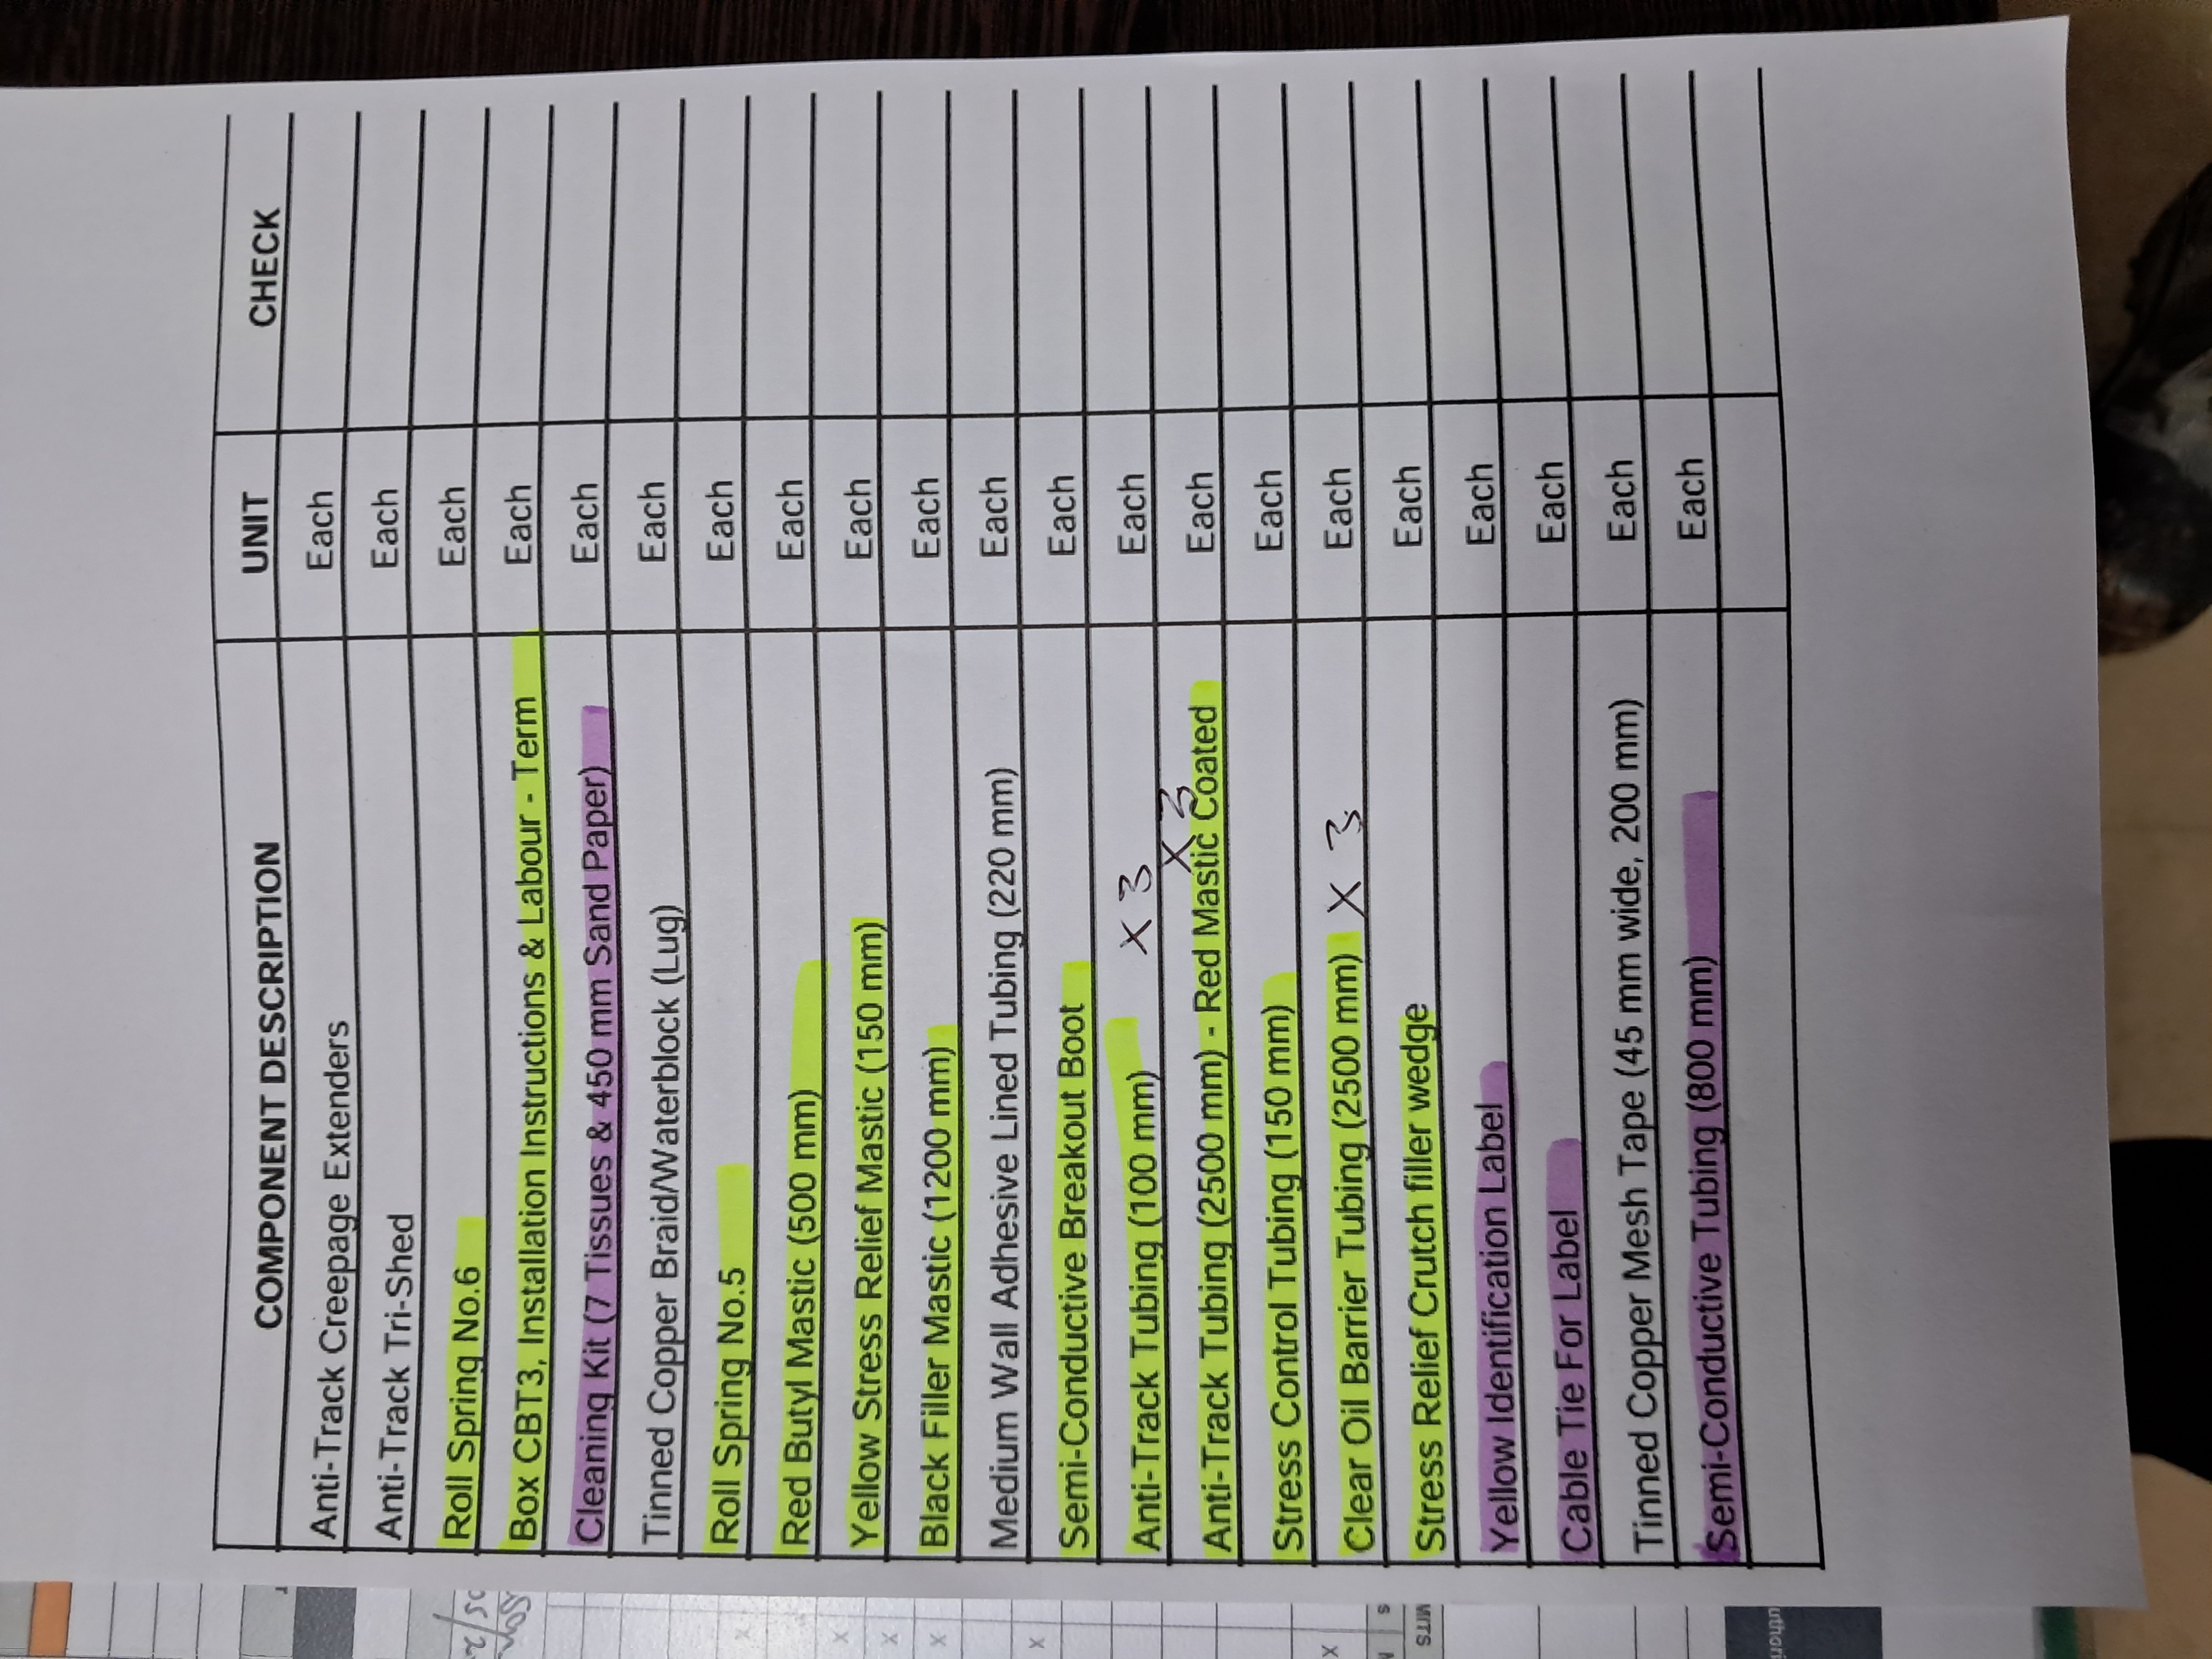 COMPONENT DESCRIPTION UNIT CHECK
Anti-Track Creepage Extenders Each
Anti-Track Tri-Shed Each
Roll Spring No.6 Each
Box CBT3, Installation Instructions & Labour - Term Each
Cleaning Kit (7 Tissues & 450 mm Sand Paper) Each
Tinned Copper Braid/Waterblock (Lug) Each
Roll Spring No.5 Each
Red Butyl Mastic (500 mm) Each
Yellow Stress Relief Mastic (150 mm) Each
Black Filler Mastic (1200 mm) Each
Medium Wall Adhesive Lined Tubing (220 mm) Each
Semi-Conductive Breakout Boot Each
Anti-Track Tubing (100 mm) X 3 Each
X 3
Anti-Track Tubing (2500 mm) - Red Mastic Coated Each
Stress Control Tubing (150 mm) Each
Clear Oil Barrier Tubing (2500 mm) X 3 Each
Stress Relief Crutch filler wedge Each
Yellow Identification Label Each
Cable Tie For Label Each
Tinned Copper Mesh Tape (45 mm wide, 200 mm) Each
Semi-Conductive Tubing (800 mm) Each